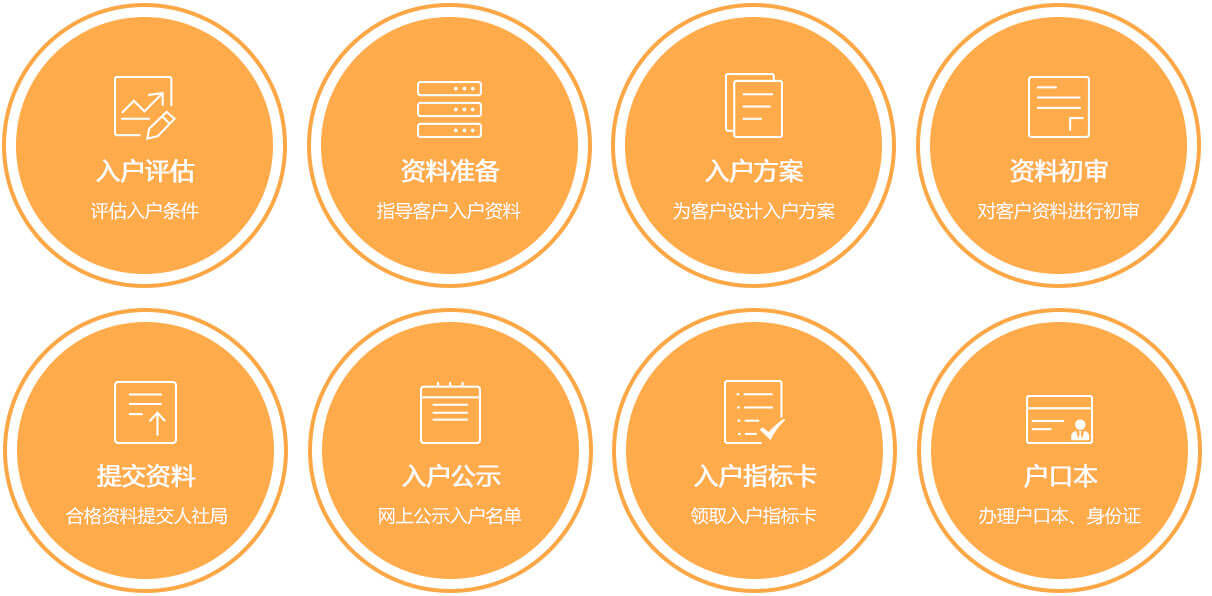 入户评估
评估入户条件
资料准备
指导客户入户资料
入户方案
为客户设计入户方案
资料初审
对客户资料进行初审
提交资料
合格资料提交人社局
入户公示
网上公示入户名单
入户指标卡
领取入户指标卡
户口本
办理户口本、身份证